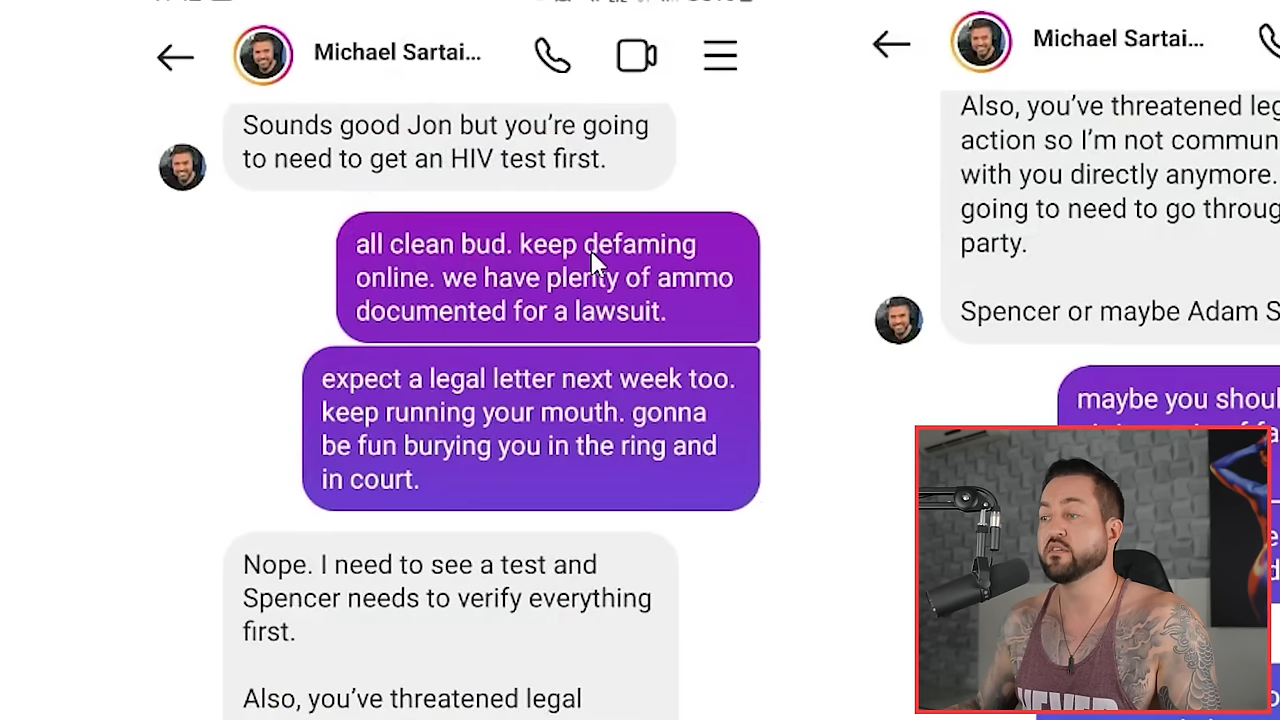 Michael Sartai...
Sounds good Jon but you're going
to need to get an HIV test first.
all clean bud. keep defaming
online. we have plenty of ammo
documented for a lawsuit.
expect a legal letter next week too.
keep running your mouth. gonna
be fun burying you in the ring and
in court.
Nope. I need to see a test and
Spencer needs to verify everything
first.
Also, you've threatened legal
Michael Sartai...
Also, you've threatened leg
action so I'm not commun
with you directly anymore.
going to need to go throug
party.
Spencer or maybe Adam S
maybe you shoul
NEVER